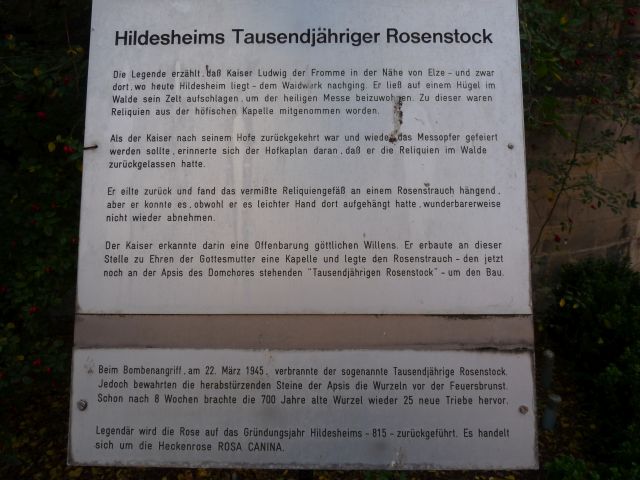 Hildesheims Tausendjähriger Rosenstock
Die Legende erzählt, daß Kaiser Ludwig der Fromme in der Nähe von Elze - und zwar
dort, wo heute Hildesheim liegt - dem Waidwerk nachging. Er ließ auf einem Hügel im
Walde sein Zelt aufschlagen, um der heiligen Messe beizuwohnen. Zu dieser waren
Reliquien aus der höfischen Kapelle mitgenommen worden.
Als der Kaiser nach seinem Hofe zurückgekehrt war und wieder das Messopfer gefeiert
werden sollte, erinnerte sich der Hofkaplan daran, daß er die Reliquien im Walde
zurückgelassen hatte.
Er eilte zurück und fand das vermißte Reliquiengefäß an einem Rosenstrauch hängend,
aber er konnte es, obwohl er es leichter Hand dort aufgehängt hatte, wunderbarerweise
nicht wieder abnehmen.
Der Kaiser erkannte darin eine Offenbarung göttlichen Willens. Er erbaute an dieser
Stelle zu Ehren der Gottesmutter eine Kapelle und legte den Rosenstrauch - den jetzt
noch an der Apsis des Domchores stehenden "Tausendjährigen Rosenstock" - um den Bau.
Beim Bombenangriff, am 22. März 1945, verbrannte der sogenannte Tausendjährige Rosenstock.
Jedoch bewahrten die herabstürzenden Steine der Apsis die Wurzeln vor der Feuersbrunst.
Schon nach 8 Wochen brachte die 700 Jahre alte Wurzel wieder 25 neue Triebe hervor.
Legendär wird die Rose auf das Gründungsjahr Hildesheims - 815 - zurückgeführt. Es handelt
sich um die Heckenrose ROSA CANINA.